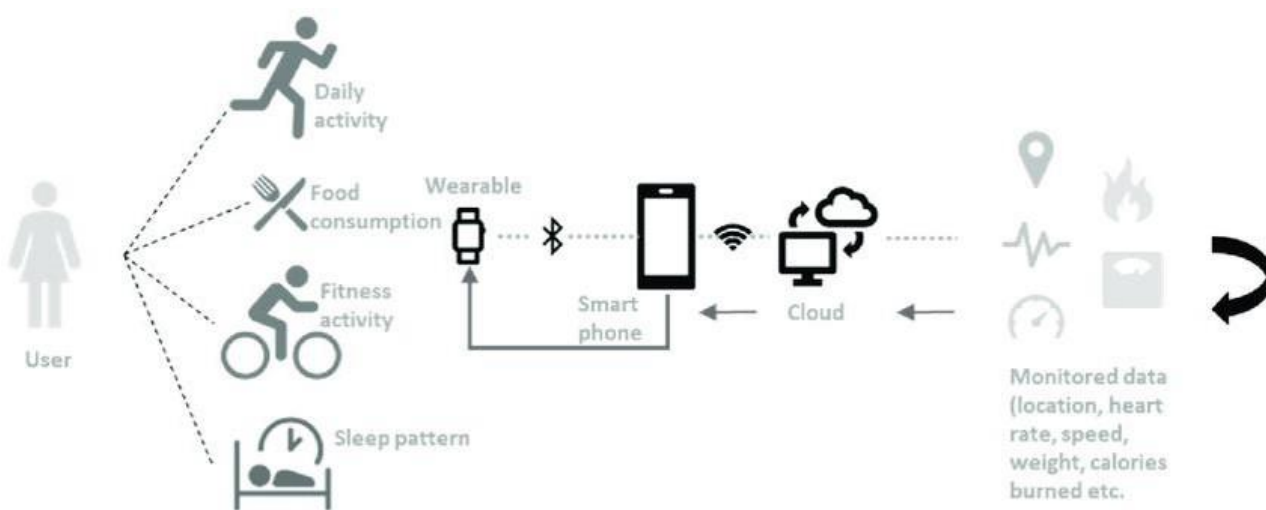 Daily
activity
Food
consumption
Wearable
Fitness
activity
Smart
phone
Cloud
User
Sleep pattern
Monitored data
(location, heart
rate, speed,
weight, calories
burned etc.